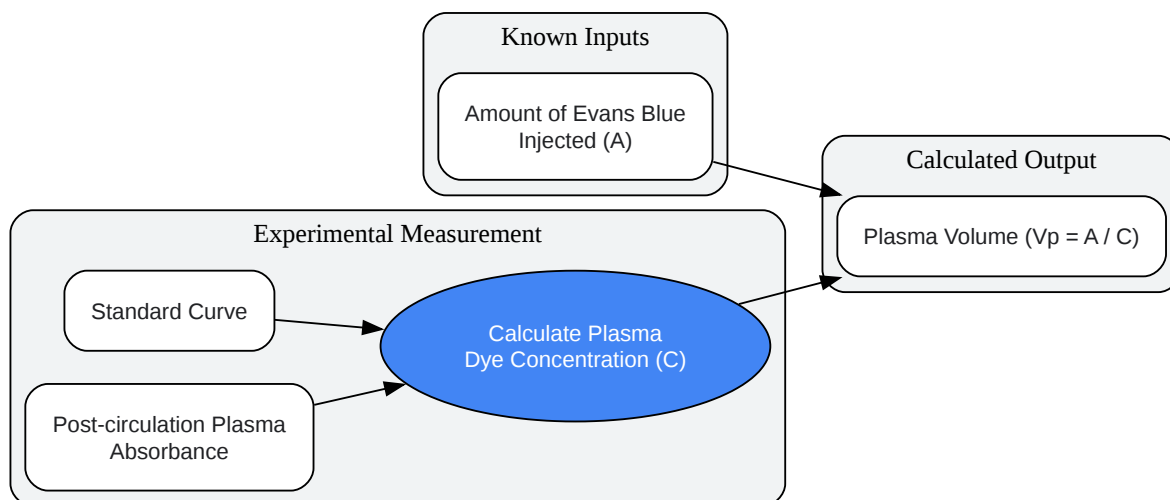 Known Inputs
Amount of Evans Blue
Injected (A)
Calculated Output
Plasma Volume (Vp = A / C)
Experimental Measurement
Standard Curve
Calculate Plasma
Dye Concentration (C)
Post-circulation Plasma
Absorbance